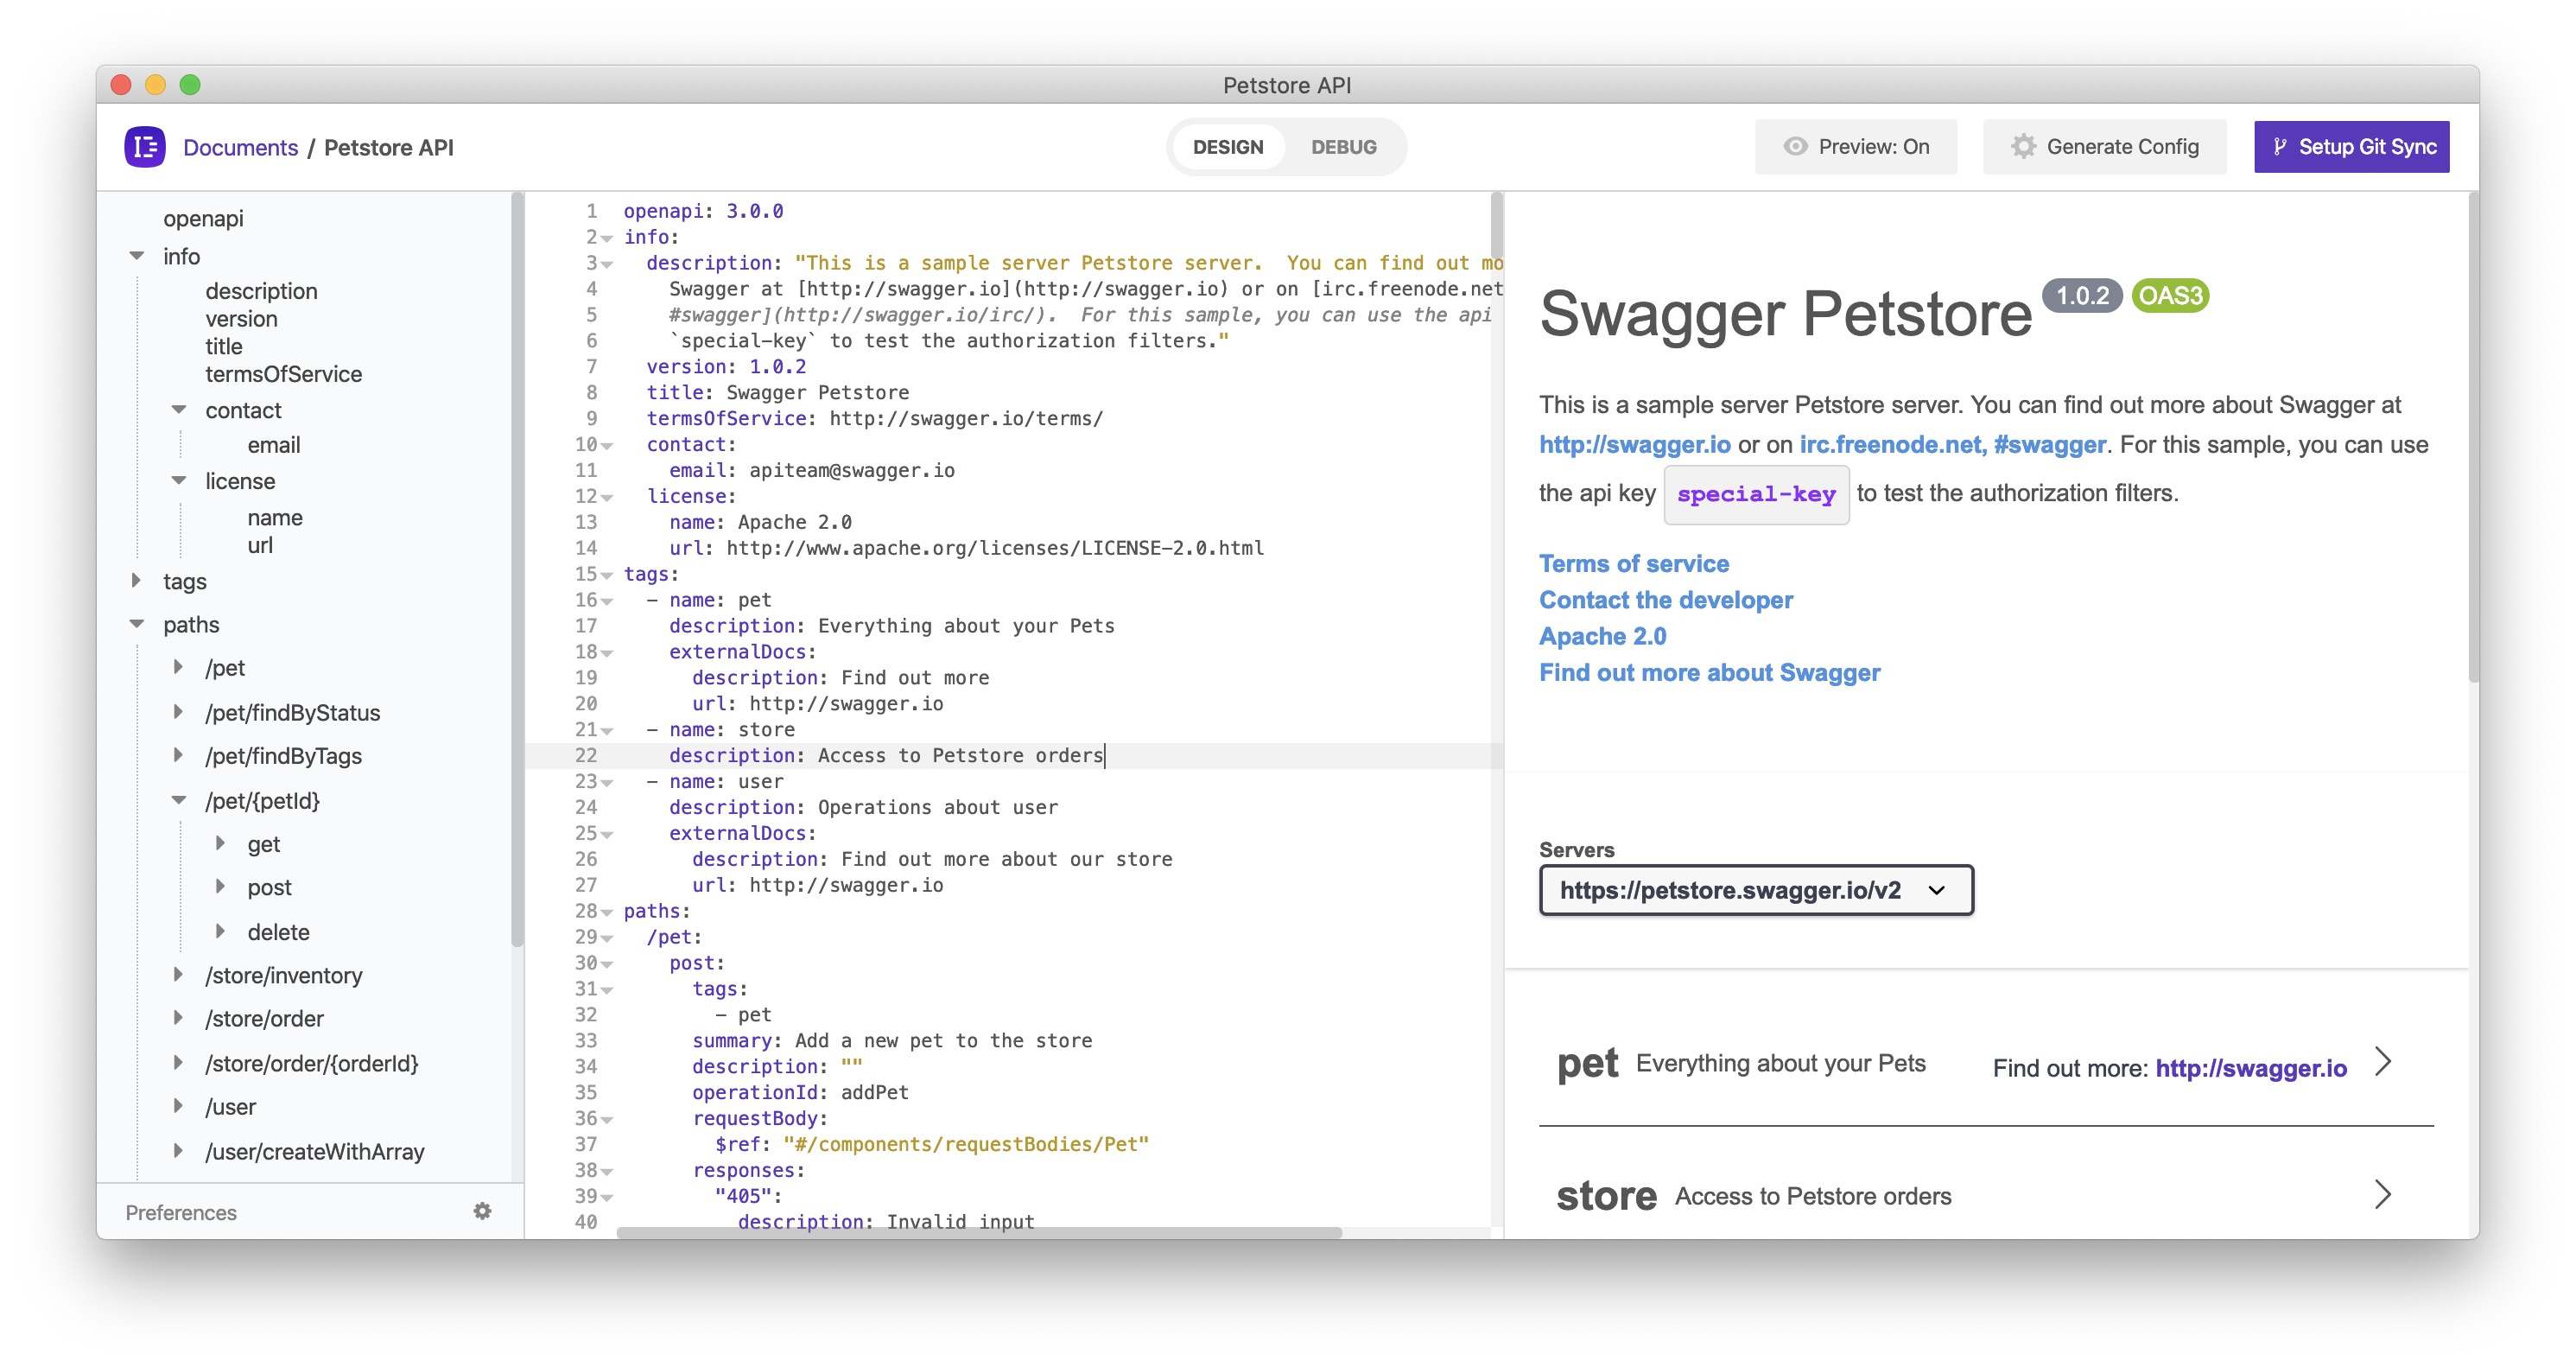 Petstore API
Documents / Petstore API
DESIGN
DEBUG
Preview: On
Generate Config
Setup Git Sync
openapi
info
description
version
title
termsOfService
contact
email
license
name
url
tags
paths
/pet
/pet/findByStatus
/pet/findByTags
/pet/{petId}
get
post
delete
/store/inventory
/store/order
/store/order/{orderId}
/user
/user/createWithArray
Preferences
1 openapi: 3.0.0
2 info:
3 description: "This is a sample server Petstore server.  You can find out mo
4 Swagger at [http://swagger.io](http://swagger.io) or on [irc.freenode.net
5 #swagger](http://swagger.io/irc/).  For this sample, you can use the api
6 `special-key` to test the authorization filters."
7 version: 1.0.2
8 title: Swagger Petstore
9 termsOfService: http://swagger.io/terms/
10 contact:
11 email: apiteam@swagger.io
12 license:
13 name: Apache 2.0
14 url: http://www.apache.org/licenses/LICENSE-2.0.html
15 tags:
16 - name: pet
17 description: Everything about your Pets
18 externalDocs:
19 description: Find out more
20 url: http://swagger.io
21 - name: store
22 description: Access to Petstore orders
23 - name: user
24 description: Operations about user
25 externalDocs:
26 description: Find out more about our store
27 url: http://swagger.io
28 paths:
29 /pet:
30 post:
31 tags:
32 - pet
33 summary: Add a new pet to the store
34 description: ""
35 operationId: addPet
36 requestBody:
37 $ref: "#/components/requestBodies/Pet"
38 responses:
39 "405":
40 description: Invalid input
Swagger Petstore 1.0.2 OAS3
This is a sample server Petstore server. You can find out more about Swagger at
http://swagger.io or on irc.freenode.net, #swagger. For this sample, you can use
the api key special-key to test the authorization filters.
Terms of service
Contact the developer
Apache 2.0
Find out more about Swagger
Servers
https://petstore.swagger.io/v2
pet Everything about your Pets Find out more: http://swagger.io
store Access to Petstore orders